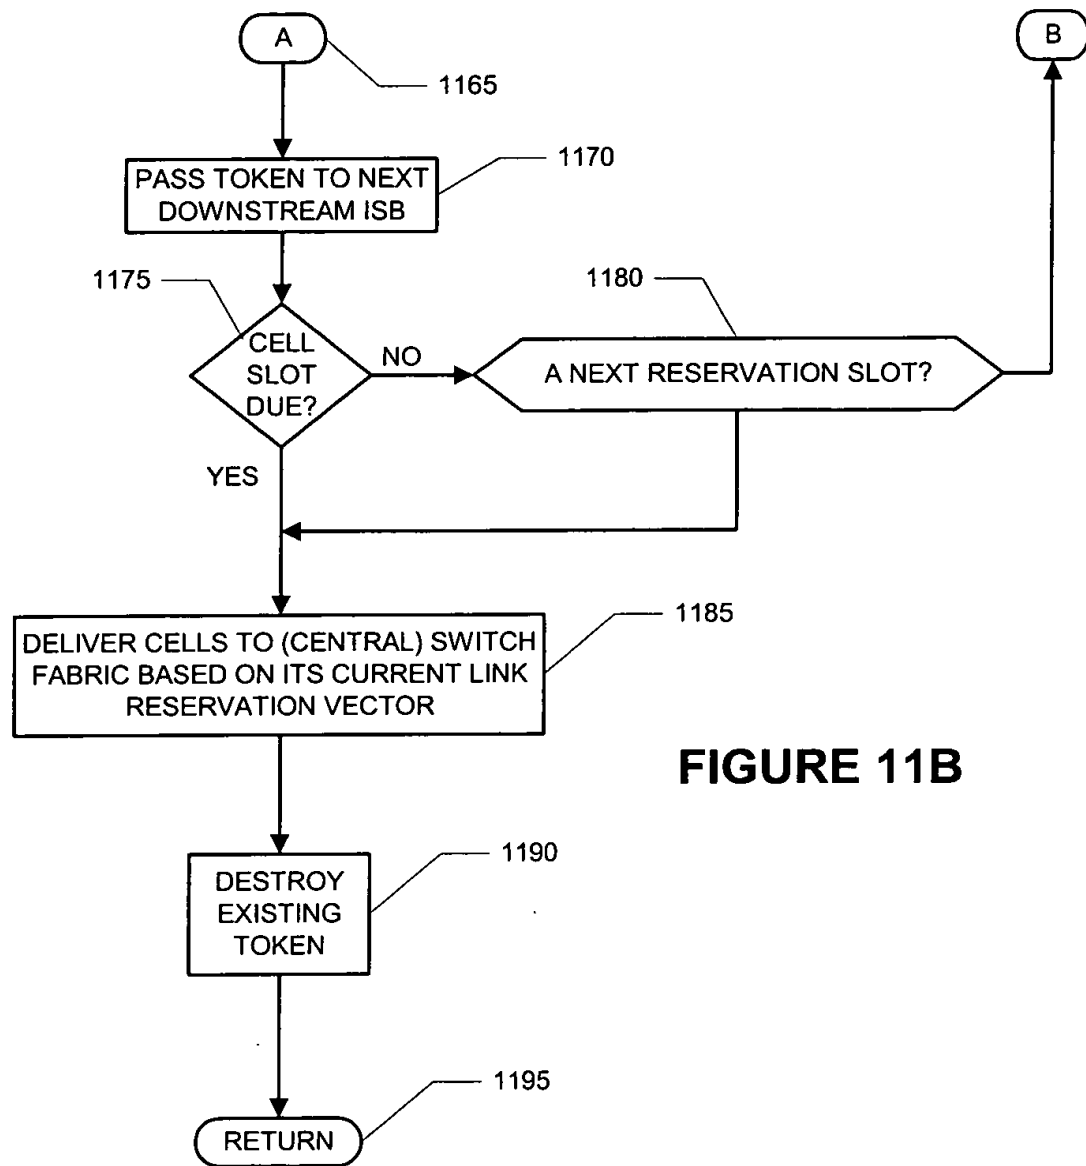 A
B
1165
1170
PASS TOKEN TO NEXT
DOWNSTREAM ISB
1175
1180
CELL
SLOT
DUE?
NO
A NEXT RESERVATION SLOT?
YES
1185
DELIVER CELLS TO (CENTRAL) SWITCH
FABRIC BASED ON ITS CURRENT LINK
RESERVATION VECTOR
FIGURE 11B
1190
DESTROY
EXISTING
TOKEN
1195
RETURN